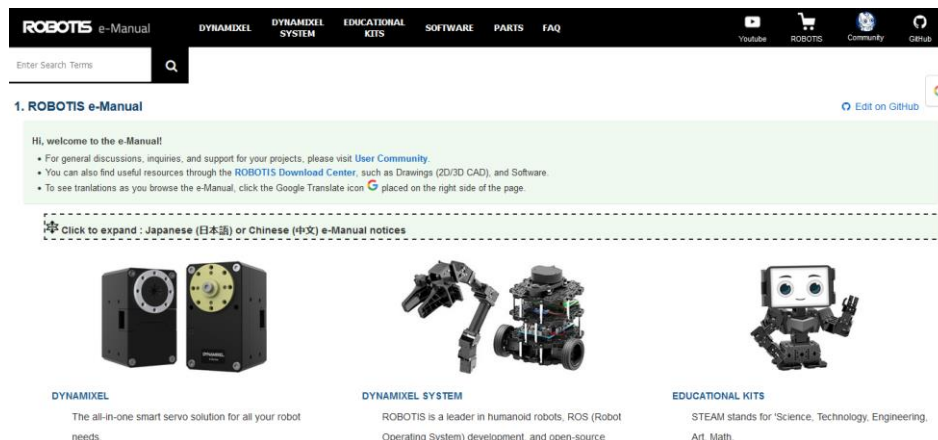 ROBOTIS e-Manual
DYNAMIXEL
DYNAMIXEL SYSTEM
EDUCATIONAL KITS
SOFTWARE
PARTS
FAQ
Youtube
ROBOTIS
Community
GitHub
Enter Search Terms
1. ROBOTIS e-Manual
Edit on GitHub
Hi, welcome to the e-Manual!
• For general discussions, inquiries, and support for your projects, please visit User Community.
• You can also find useful resources through the ROBOTIS Download Center, such as Drawings (2D/3D CAD), and Software.
• To see tranlations as you browse the e-Manual, click the Google Translate icon G placed on the right side of the page.
Click to expand : Japanese (日本語) or Chinese (中文) e-Manual notices
DYNAMIXEL
DYNAMIXEL
The all-in-one smart servo solution for all your robot
needs.
DYNAMIXEL SYSTEM
ROBOTIS is a leader in humanoid robots, ROS (Robot
Operating System) development, and open-source
EDUCATIONAL KITS
STEAM stands for 'Science, Technology, Engineering,
Art, Math.